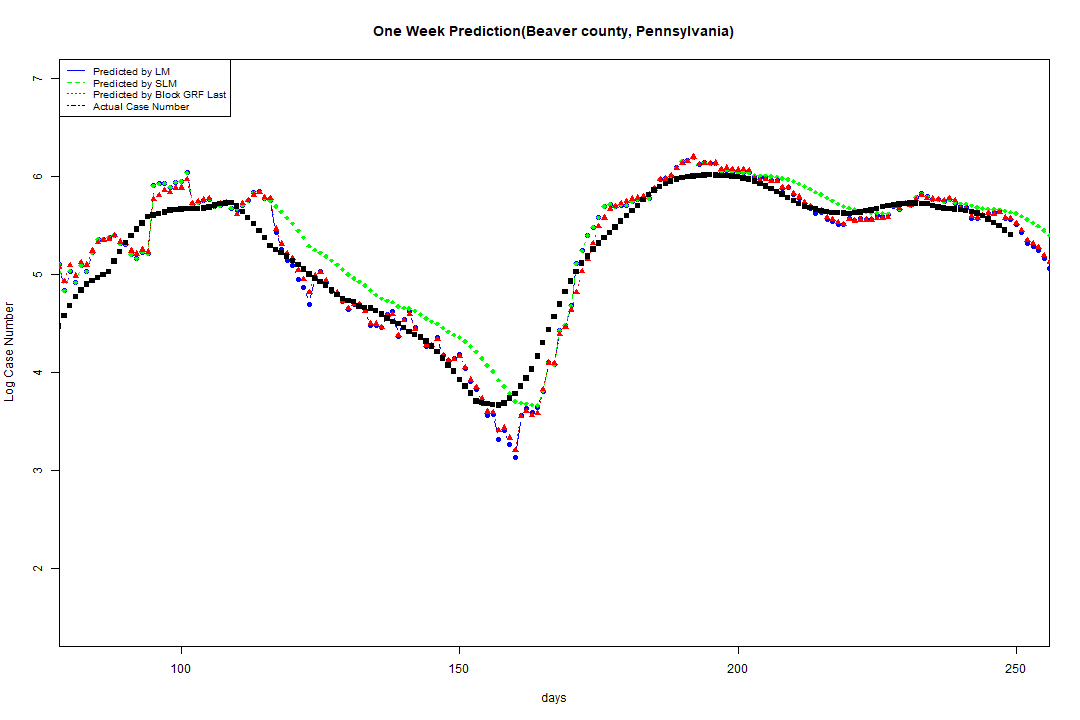 One Week Prediction(Beaver county, Pennsylvania)
Predicted by LM
Predicted by SLM
Predicted by Block GRF Last
Actual Case Number
7
6
5
4
3
2
Log Case Number
100 150 200 250
days